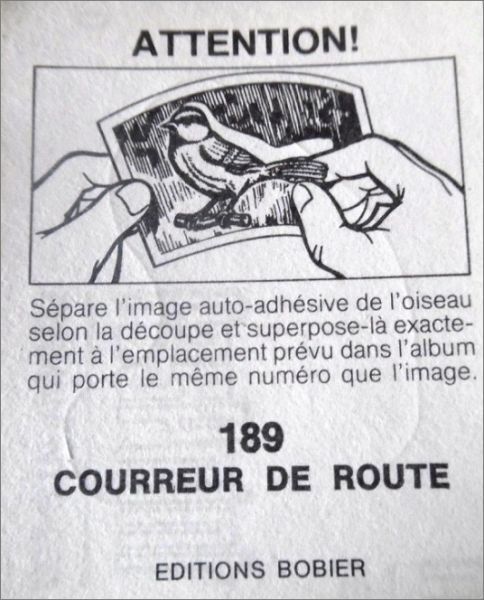 ATTENTION!
Sépare l'image auto-adhésive de l'oiseau
selon la découpe et superpose-là exacte-
ment à l'emplacement prévu dans l'album
qui porte le même numéro que l'image.
189
COURREUR DE ROUTE
EDITIONS BOBIER